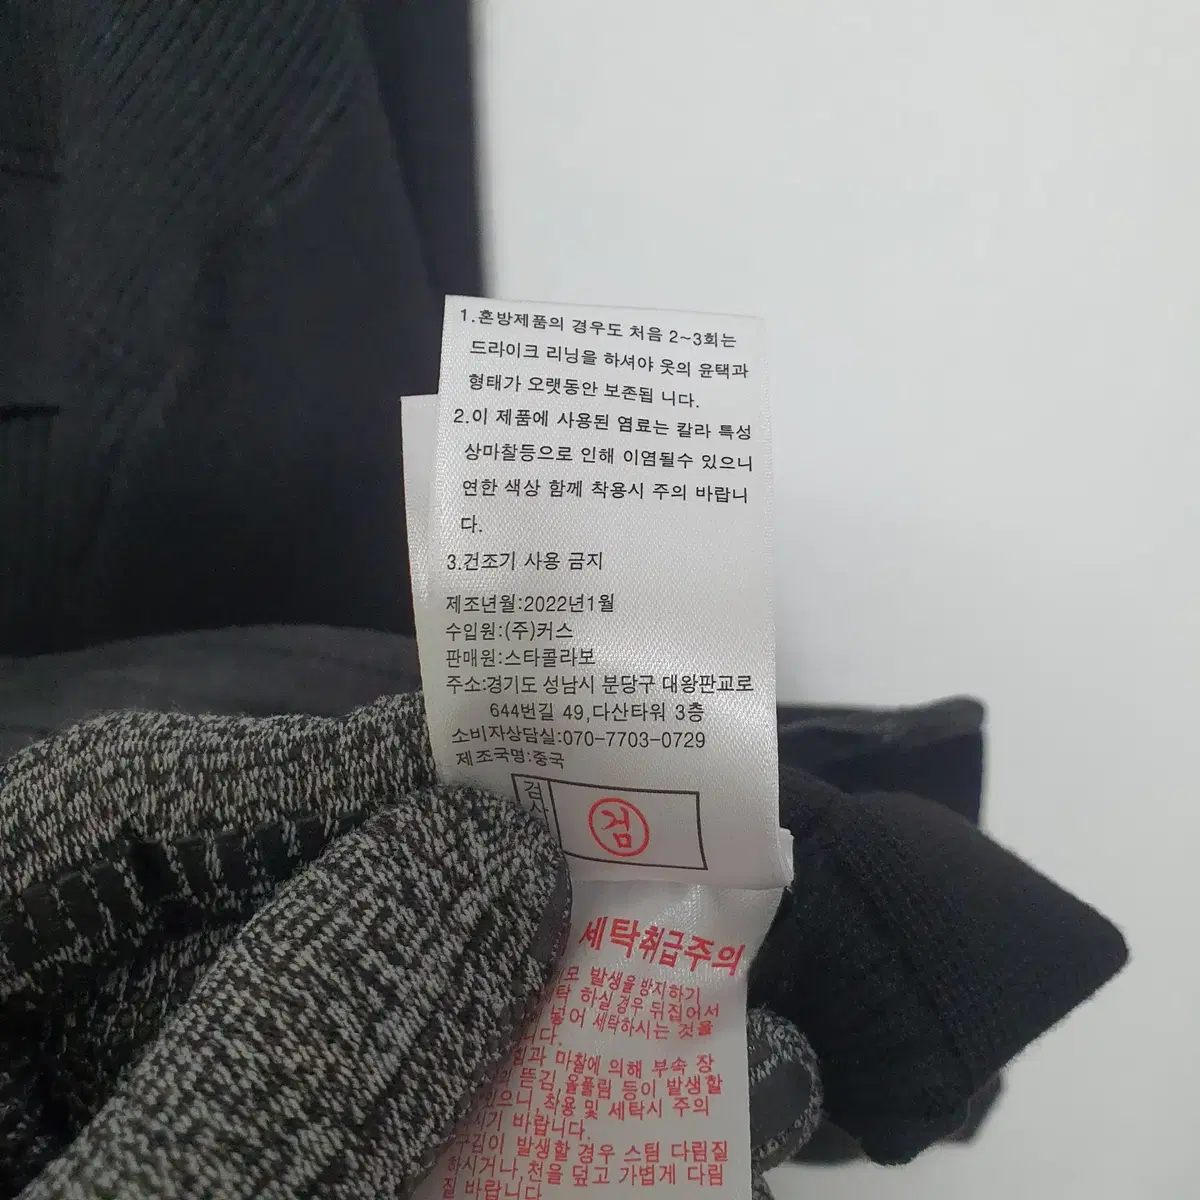 1.혼방제품의 경우도 처음 2~3회는
드라이크 리닝을 하셔야 옷의 윤택과
형태가 오랫동안 보존됩 니다.
2.이 제품에 사용된 염료는 칼라 특성
상마찰등으로 인해 이염될수 있으니
연한 색상 함께 착용시 주의 바랍니
다.
3.건조기 사용 금지
제조년월:2022년1월
수입원:(주)커스
판매원:스타콜라보
주소:경기도 성남시 분당구 대왕판교로
644번길 49,다산타워 3층
소비자상담실:070-7703-0729
제조국명:중국
검사
검
세탁취급주의
발생을 방지하기
하실 경우 뒤집어서
넣어 세탁하시는 것을
니다.
마찰에 의해 부속 장
뜯김,올풀림 등이 발생할
있으니,착용 및 세탁시 주의
바랍니다.
구김이 발생할 경우 스팀 다림질
하시거나,천을 덮고 가볍게 다림
질 바랍니다.